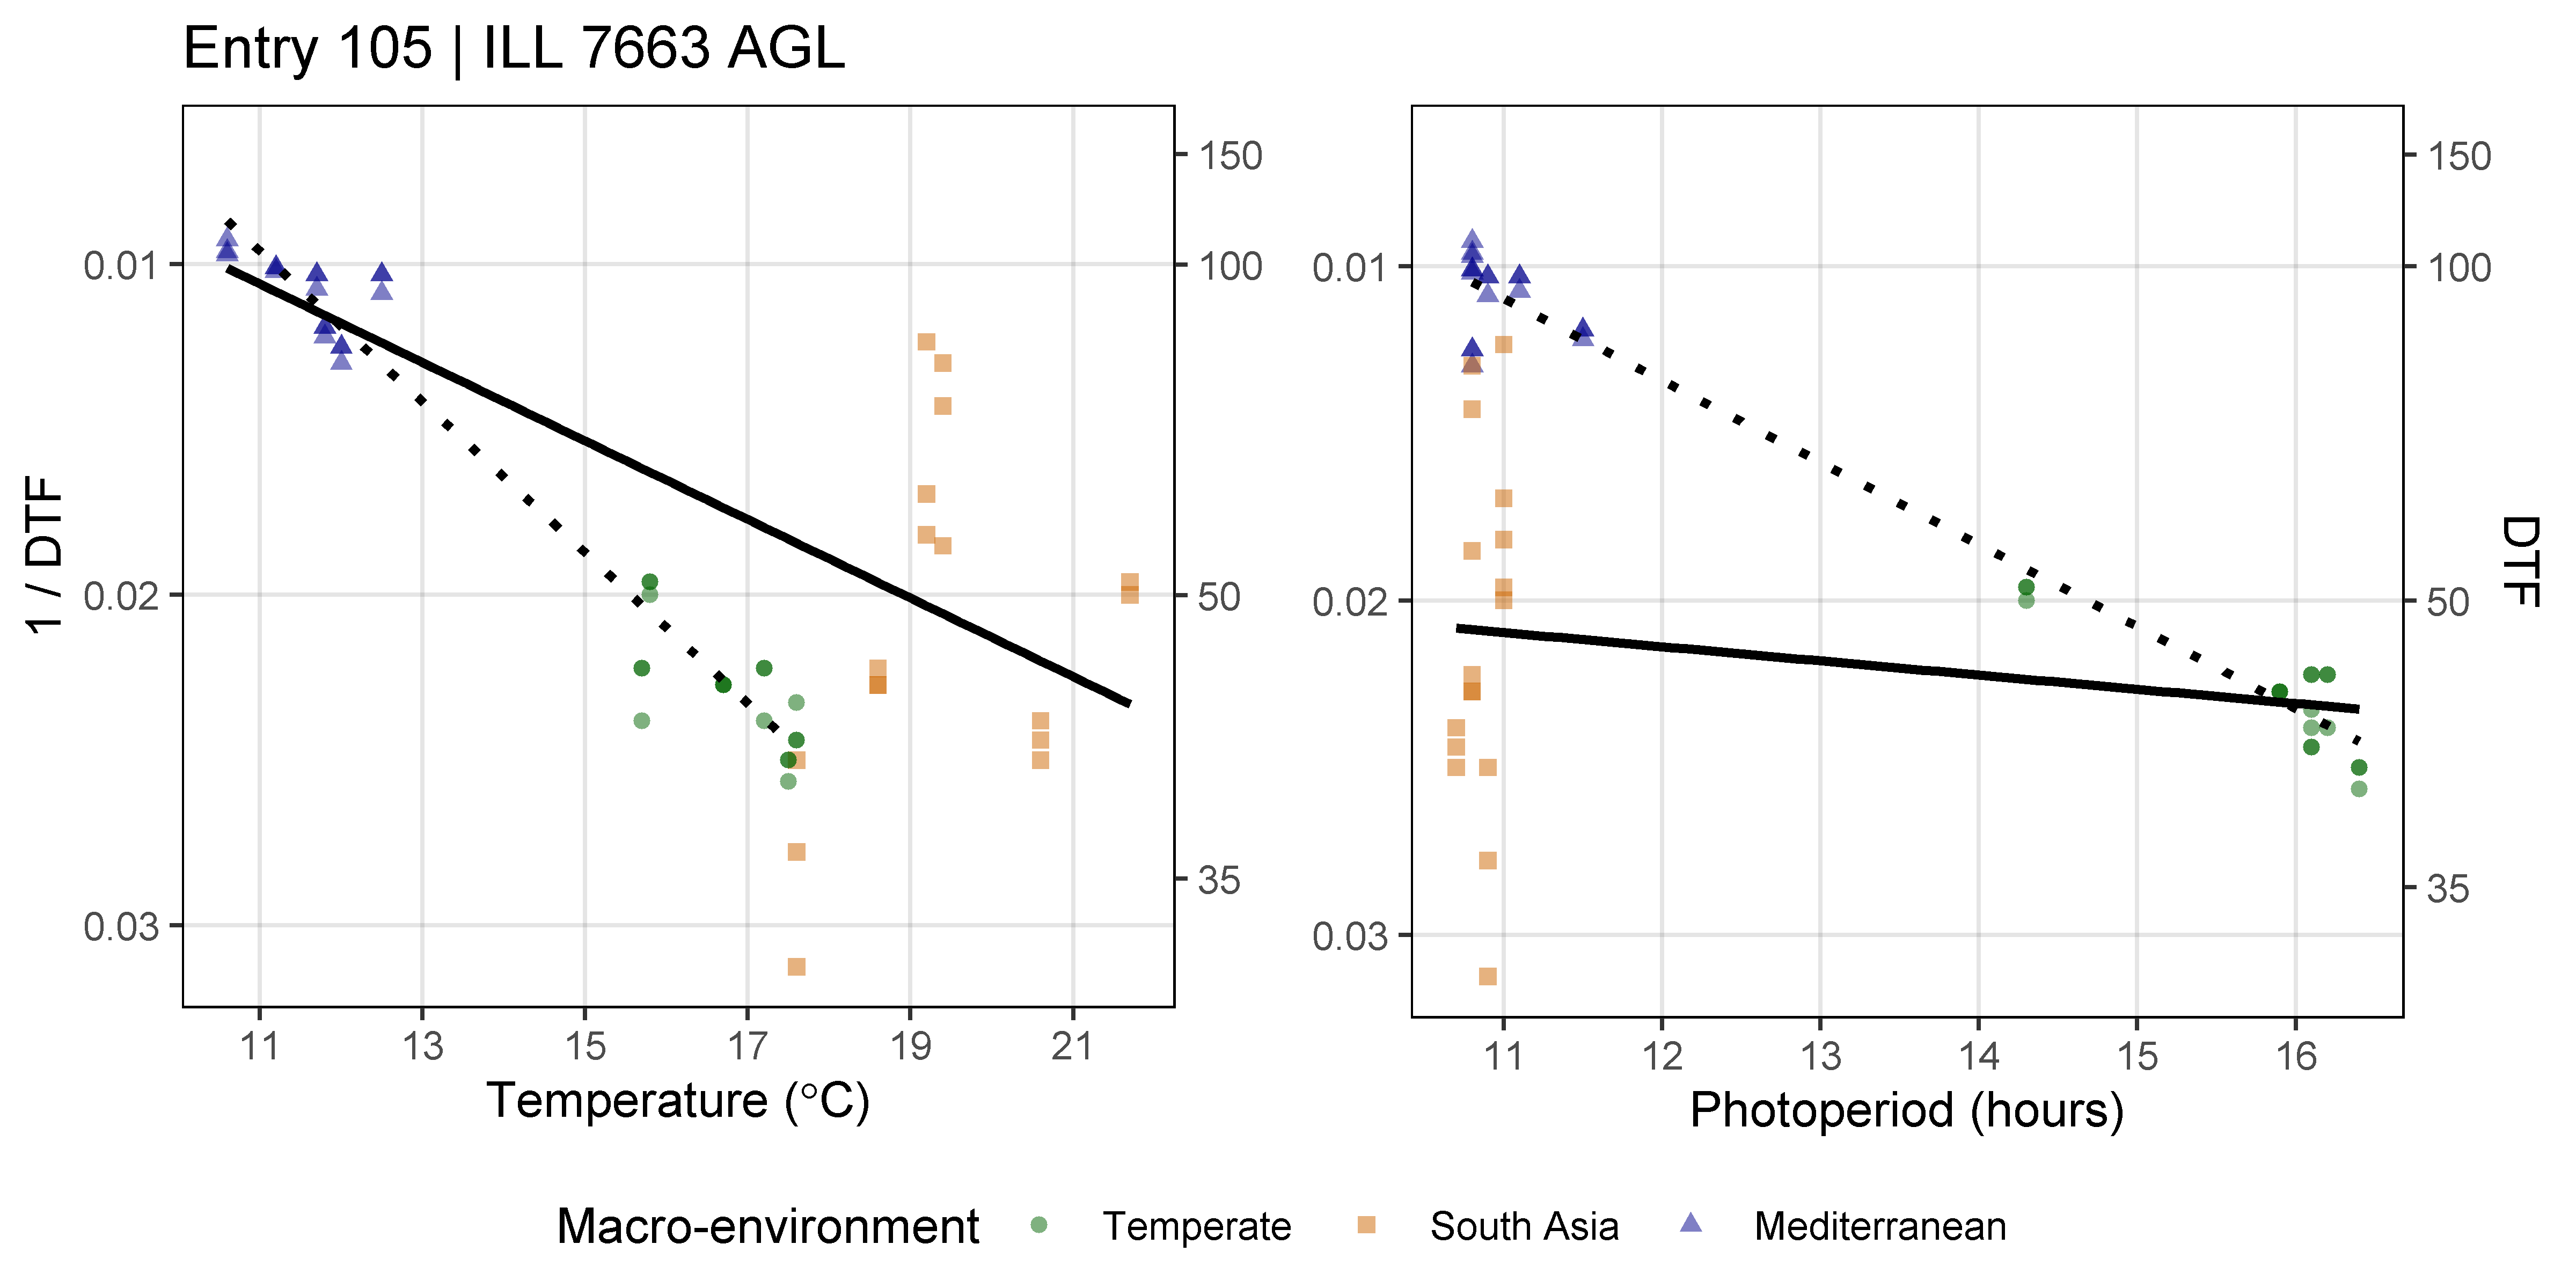 Entry 105 | ILL 7663 AGL
1 / DTF
0.01
0.02
0.03
150
100
50
35
11 13 15 17 19 21
Temperature (°C)
0.01
0.02
0.03
150
100
50
35
DTF
11 12 13 14 15 16
Photoperiod (hours)
Macro-environment Temperate South Asia Mediterranean